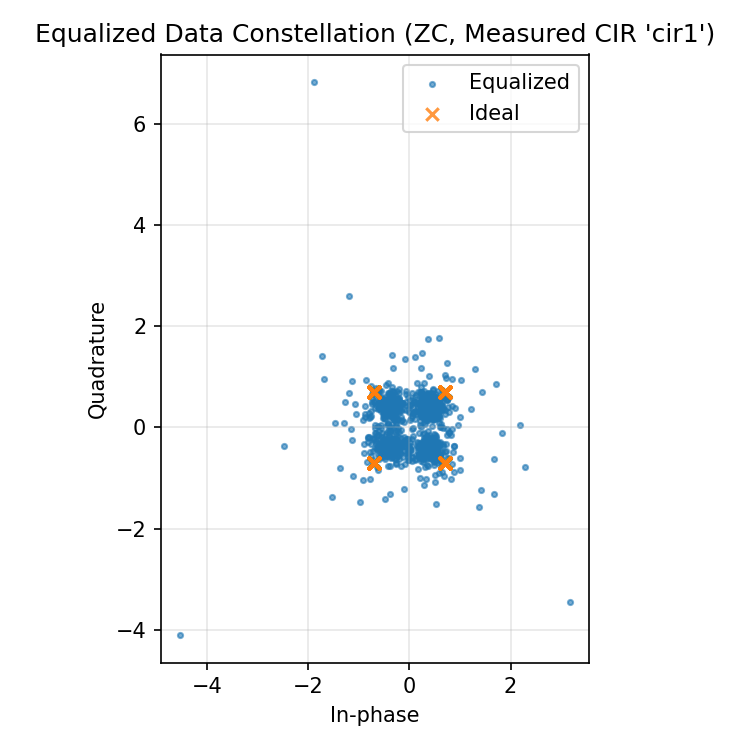 Equalized Data Constellation (ZC, Measured CIR 'cir1')
Equalized
Ideal
6
4
2
0
−2
−4
Quadrature
−4
−2
0
2
In-phase